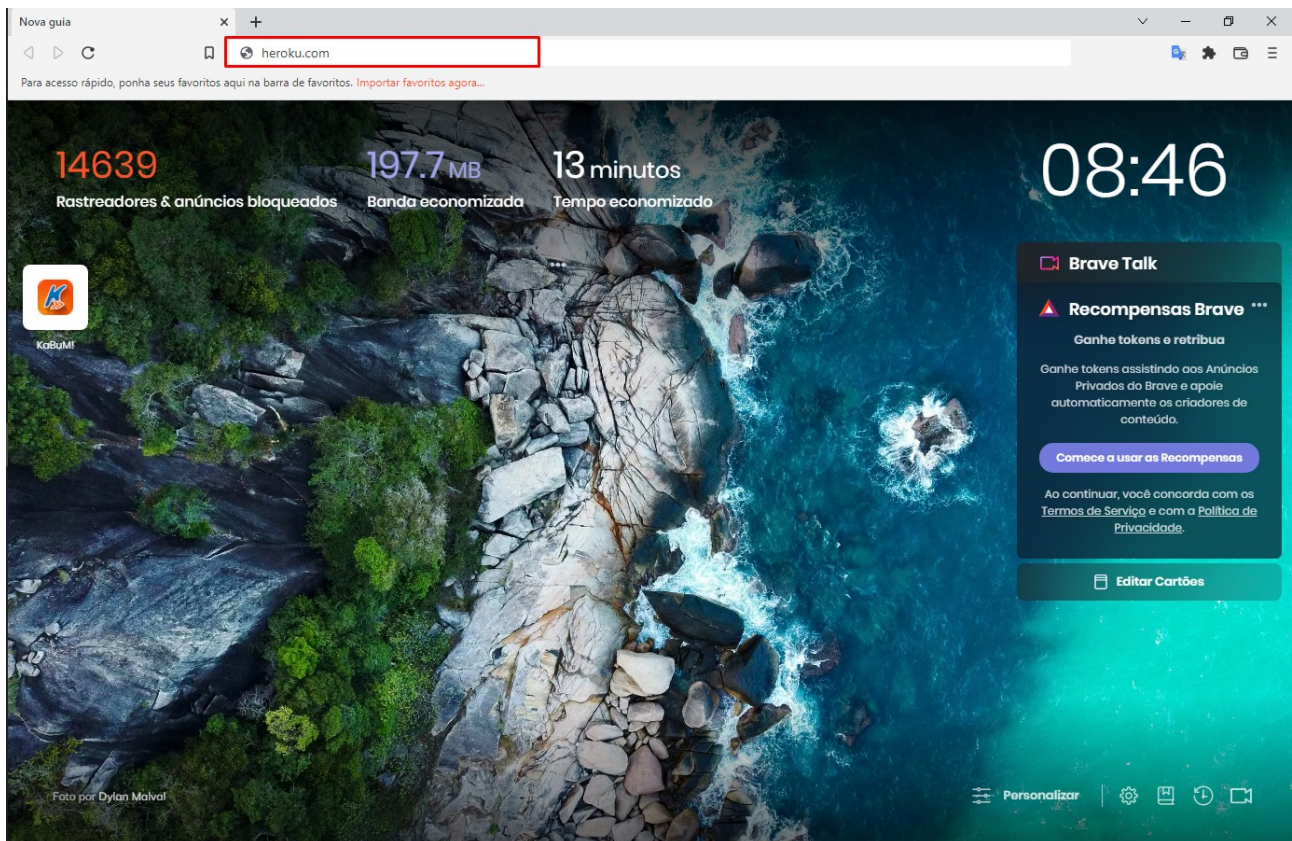 Nova guia
heroku.com
Para acesso rápido, ponha seus favoritos aqui na barra de favoritos. Importar favoritos agora...
14639
Rastreadores & anúncios bloqueados
197.7 MB
Banda economizada
13 minutos
Tempo economizado
08:46
K
KaBuM!
Brave Talk
Recompensas Brave
Ganhe tokens e retribua
Ganhe tokens assistindo aos Anúncios
Privados do Brave e apoie
automaticamente os criadores de
conteúdo.
Comece a usar as Recompensas
Ao continuar, você concorda com os
Termos de Serviço e com a Política de
Privacidade.
Editar Cartões
Foto por Dylan Malval
Personalizar